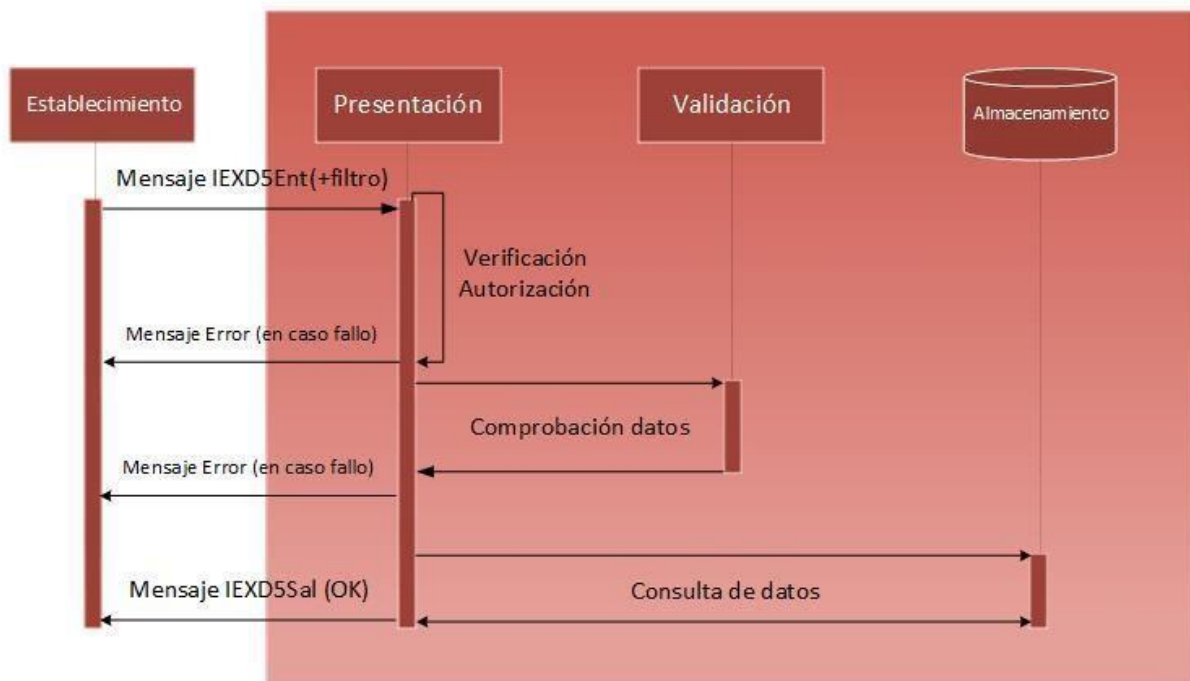 Establecimiento
Presentación
Validación
Almacenamiento
Mensaje IEXD5Ent(+filtro)
Verificación
Autorización
Mensaje Error (en caso fallo)
Comprobación datos
Mensaje Error (en caso fallo)
Mensaje IEXD5Sal (OK)
Consulta de datos